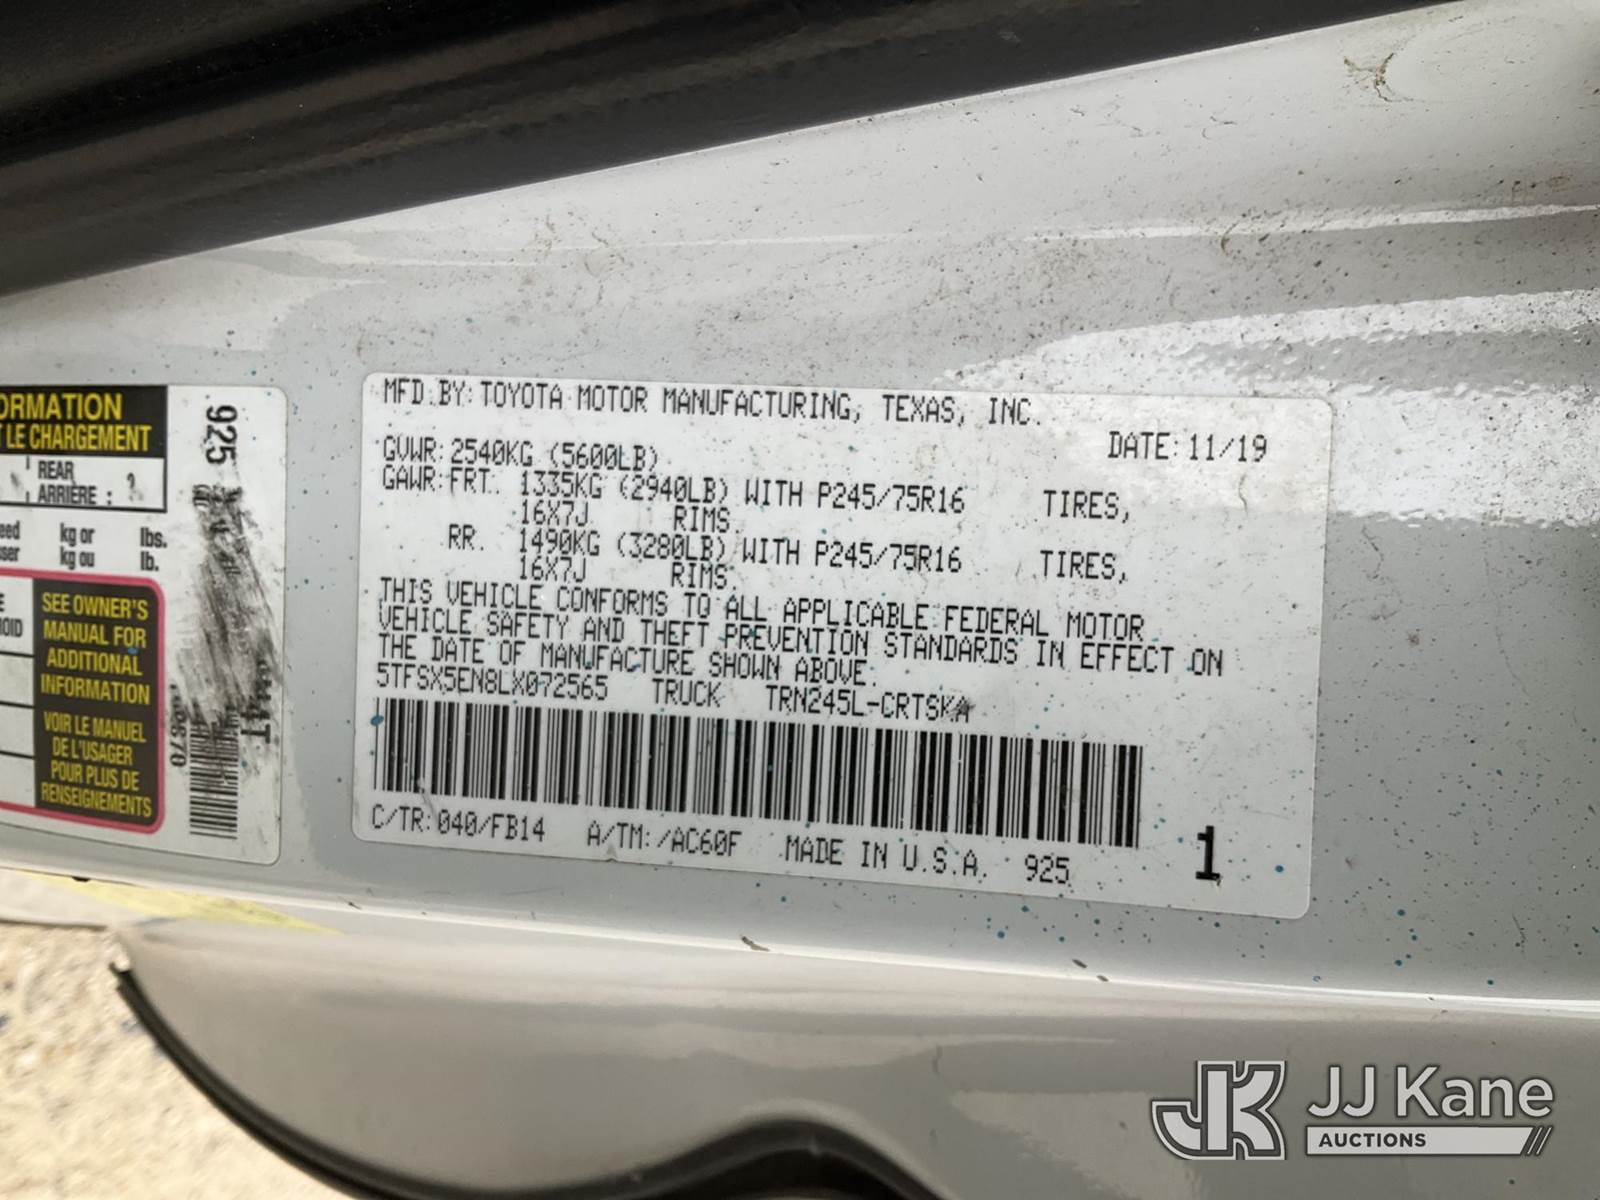 ORMATION
T LE CHARGEMENT
REAR
ARRIÈRE :
eed kg or lbs.
sser kg ou lb.
SEE OWNER'S
MANUAL FOR
ADDITIONAL
INFORMATION
VOIR LE MANUEL
DE L'USAGER
POUR PLUS DE
RENSEIGNEMENTS
925
MFD.BY: TOYOTA MOTOR MANUFACTURING, TEXAS, INC.
DATE: 11/19
GVWR: 2540KG (5600LB)
GAWR: FRT. 1335KG (2940LB) WITH P245/75R16 TIRES,
16X7J RIMS.
RR. 1490KG (3280LB) WITH P245/75R16 TIRES,
16X7J RIMS.
THIS VEHICLE CONFORMS TO ALL APPLICABLE FEDERAL MOTOR
VEHICLE SAFETY AND THEFT PREVENTION STANDARDS IN EFFECT ON
THE DATE OF MANUFACTURE SHOWN ABOVE.
5TFSX5EN8LX072565 TRUCK TRN245L-CRTSKA
C/TR: 040/FB14 A/TM: /AC60F MADE IN U.S.A. 925
1
JK JJ Kane
AUCTIONS